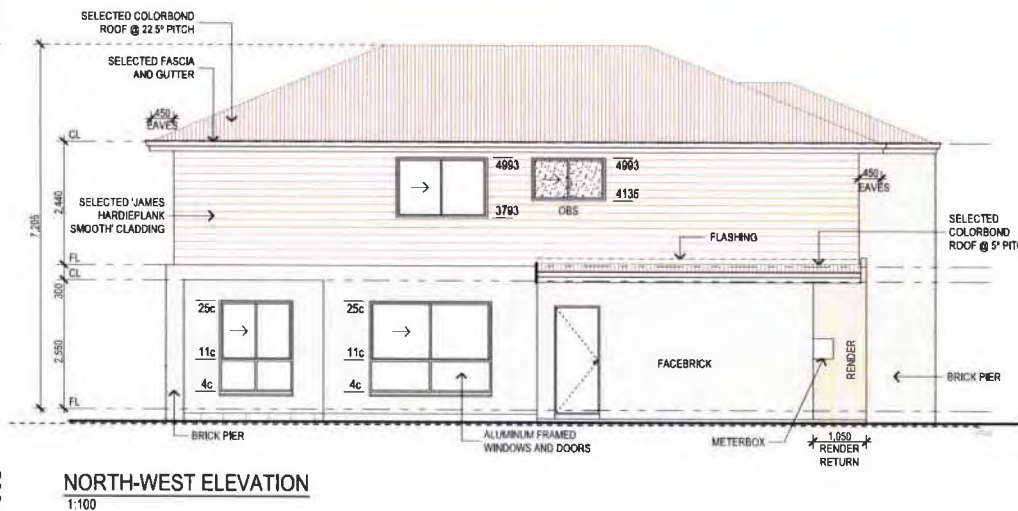 SELECTED COLORBOND
ROOF @ 22.5° PITCH
SELECTED FASCIA
AND GUTTER
450
EAVES
CL
7,205
2,440
SELECTED 'JAMES
HARDIEPLANK
SMOOTH' CLADDING
FL
CL
300
2,550
FL
4993
3793
4993
4135
OBS
450
EAVES
FLASHING
SELECTED
COLORBOND
ROOF @ 5° PITC
25c
11c
4c
25c
11c
4c
FACEBRICK
RENDER
BRICK PIER
BRICK PIER
ALUMINUM FRAMED
WINDOWS AND DOORS
METERBOX
1,050
RENDER
RETURN
NORTH-WEST ELEVATION
1:100